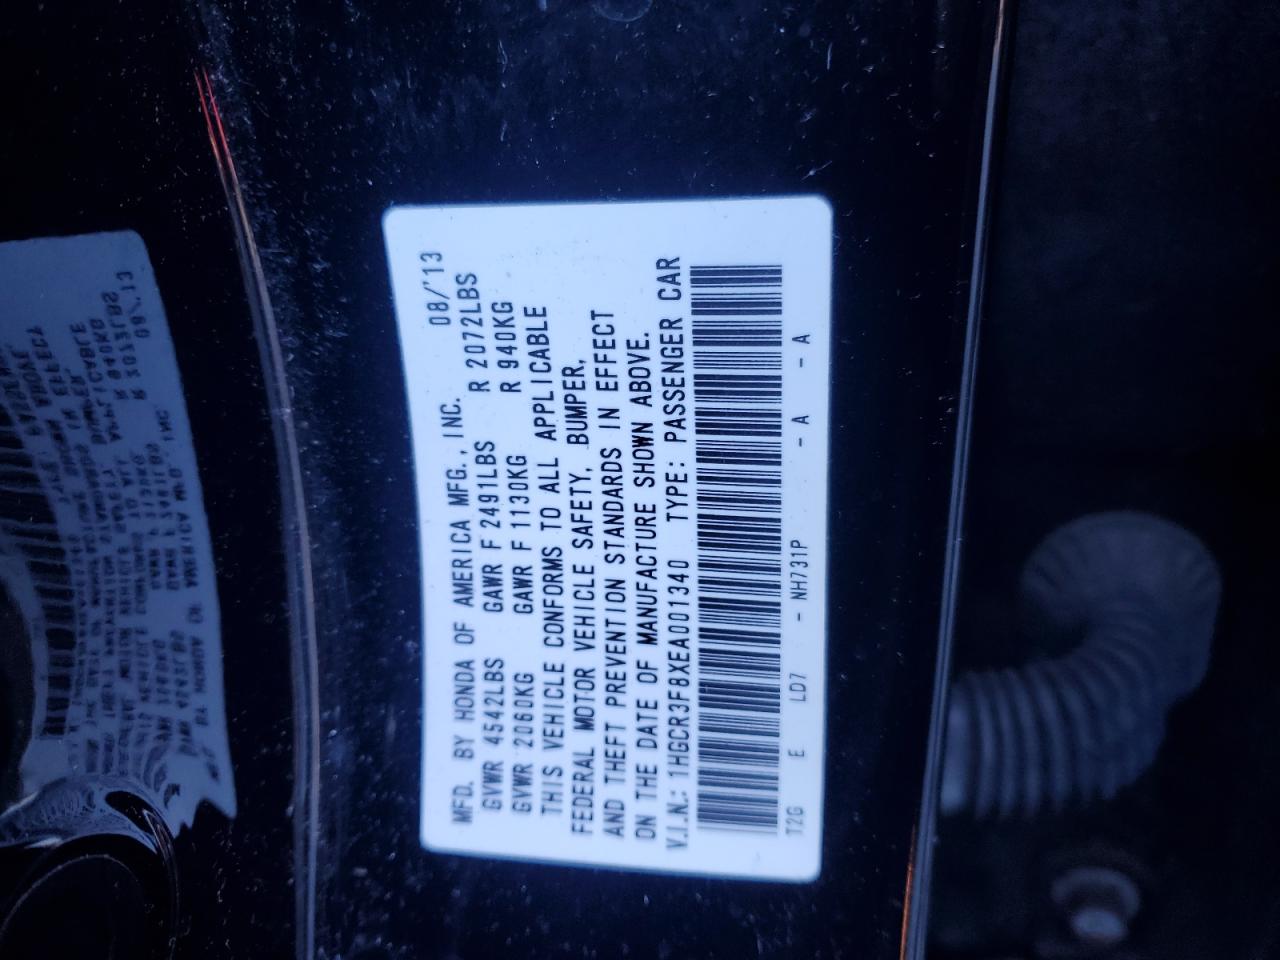 08/'13
MFD. BY HONDA OF AMERICA MFG., INC.
GVWR 4542LBS GAWR F 2491LBS R 2072LBS
GVWR 2060KG GAWR F 1130KG R 940KG
THIS VEHICLE CONFORMS TO ALL APPLICABLE
FEDERAL MOTOR VEHICLE SAFETY, BUMPER,
AND THEFT PREVENTION STANDARDS IN EFFECT
ON THE DATE OF MANUFACTURE SHOWN ABOVE.
V.I.N.: 1HGCR3F8XEA001340 TYPE: PASSENGER CAR
T2G E LD7 - NH731P - A - A